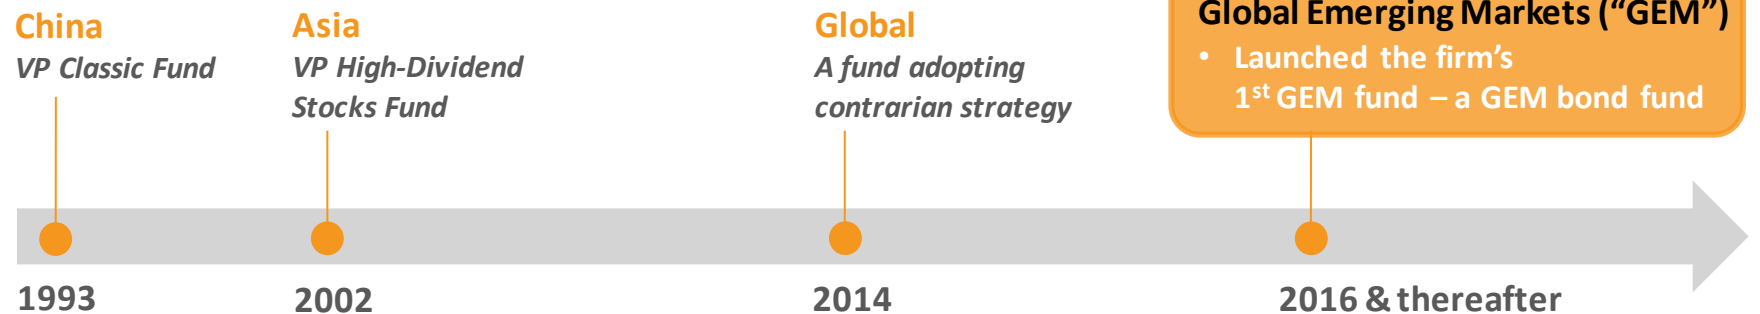 China
VP Classic Fund
Asia
VP High-Dividend
Stocks Fund
Global
A fund adopting
contrarian strategy
Global Emerging Markets (“GEM”)
• Launched the firm’s
1st GEM fund – a GEM bond fund
1993
2002
2014
2016 & thereafter